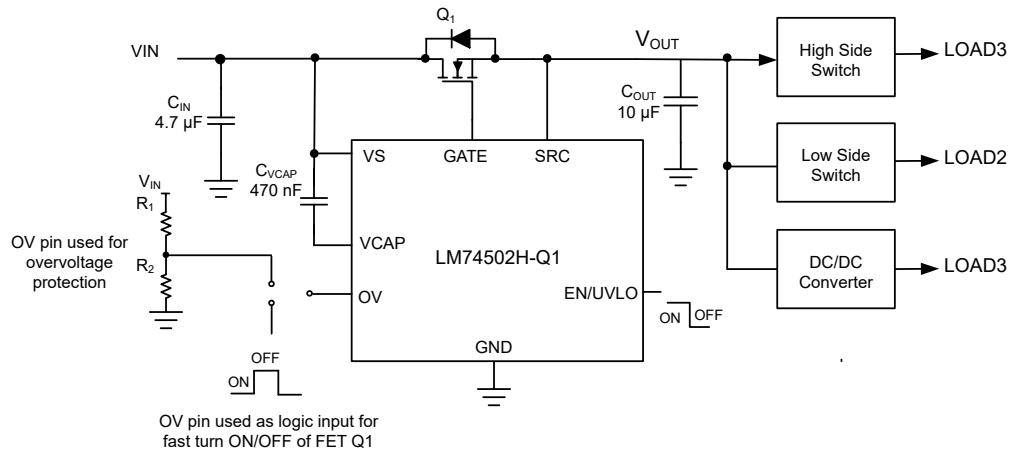 Q1
VIN
VOUT
High Side
Switch
LOAD3
CIN
4.7 µF
COUT
10 µF
VS
GATE
SRC
Low Side
Switch
LOAD2
CVCAP
470 nF
VIN
R1
OV pin used for
overvoltage
protection
R2
VCAP
LM74502H-Q1
DC/DC
Converter
LOAD3
OV
EN/UVLO
ON
OFF
GND
OFF
ON
OV pin used as logic input for
fast turn ON/OFF of FET Q1